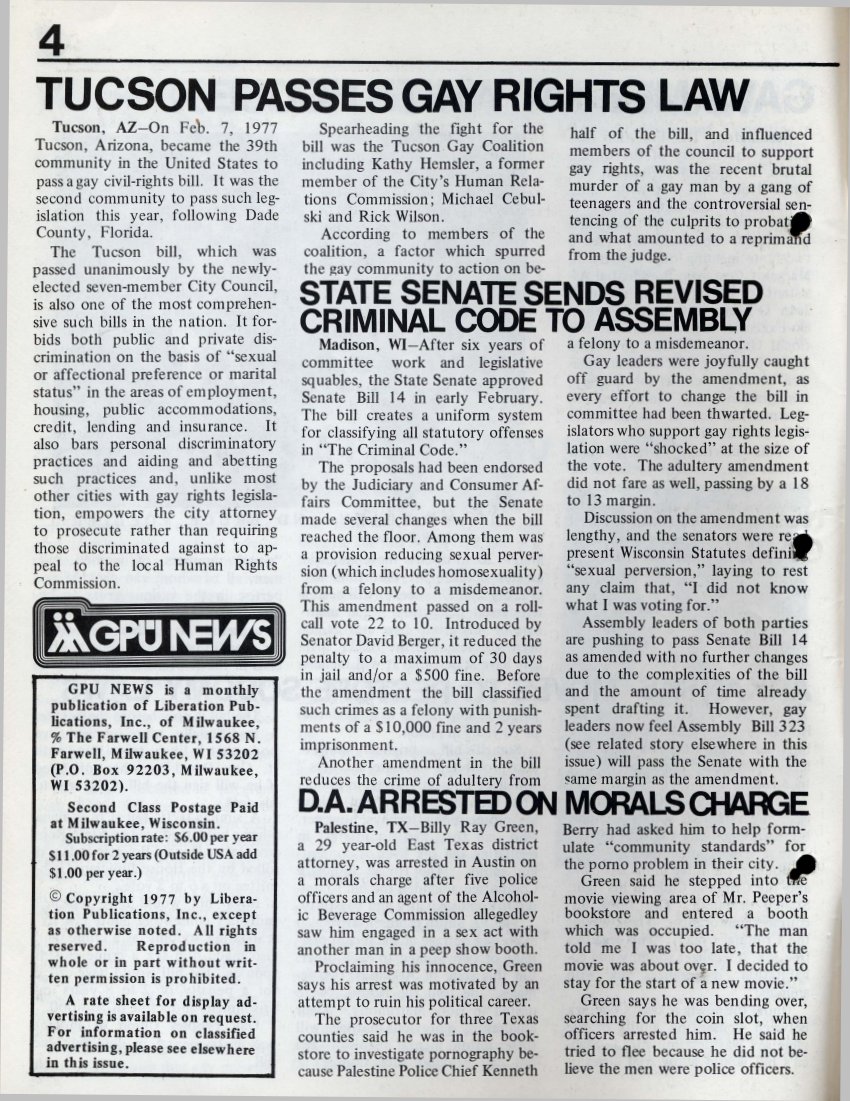 4
TUCSON PASSES GAY RIGHTS LAW
Tucson, AZ—On Feb. 7, 1977
Tucson, Arizona, became the 39th
community in the United States to
pass a gay civil-rights bill. It was the
second community to pass such leg-
islation this year, following Dade
County, Florida.
The Tucson bill, which was
passed unanimously by the newly-
elected seven-member City Council,
is also one of the most comprehen-
sive such bills in the nation. It for-
bids both public and private dis-
crimination on the basis of “sexual
or affectional preference or marital
status” in the areas of employment,
housing, public accommodations,
credit, lending and insurance. It
also bars personal discriminatory
practices and aiding and abetting
such practices and, unlike most
other cities with gay rights legisla-
tion, empowers the city attorney
to prosecute rather than requiring
those discriminated against to ap-
peal to the local Human Rights
Commission.
Spearheading the fight for the
bill was the Tucson Gay Coalition
including Kathy Hemsler, a former
member of the City’s Human Rela-
tions Commission; Michael Cebul-
ski and Rick Wilson.
According to members of the
coalition, a factor which spurred
the gay community to action on be-
half of the bill, and influenced
members of the council to support
gay rights, was the recent brutal
murder of a gay man by a gang of
teenagers and the controversial sen-
tencing of the culprits to
and what amounted to a reprimand
from the judge.
STATE SENATE SENDS REVISED
CRIMINAL CODE TO ASSEMBLY
Madison, WI—After six years of
committee work and legislative
squables, the State Senate approved
Senate Bill 14 in early February.
The bill creates a uniform system
for classifying all statutory offenses
in “The Criminal Code.”
The proposals had been endorsed
by the Judiciary and Consumer Af-
fairs Committee, but the Senate
made several changes when the bill
reached the floor. Among them was
a provision reducing sexual perver-
sion (which includes homosexuality)
from a felony to a misdemeanor.
This amendment passed on a roll-
call vote 22 to 10. Introduced by
Senator David Berger, it reduced the
penalty to a maximum of 30 days
in jail and/or a $500 fine. Before
the amendment the bill classified
such crimes as a felony with punish-
ments of a $10,000 fine and 2 years
imprisonment.
Another amendment in the bill
reduces the crime of adultery from
a felony to a misdemeanor.
Gay leaders were joyfully caught
off guard by the amendment, as
every effort to change the bill in
committee had been thwarted. Leg-
islators who support gay rights legis-
lation were “shocked” at the size of
the vote. The adultery amendment
did not fare as well, passing by a 18
to 13 margin.
Discussion on the amendment was
lengthy, and the senators were
present Wisconsin Statutes
“sexual perversion,” laying to rest
any claim that, “I did not know
what I was voting for.”
Assembly leaders of both parties
are pushing to pass Senate Bill 14
as amended with no further changes
due to the complexities of the bill
and the amount of time already
spent drafting it. However, gay
leaders now feel Assembly Bill 323
(see related story elsewhere in this
issue) will pass the Senate with the
same margin as the amendment.
GPU NEWS
GPU NEWS is a monthly
publication of Liberation Pub-
lications, Inc., of Milwaukee,
% The Farwell Center, 1568 N.
Farwell, Milwaukee, WI 53202
(P.O. Box 92203, Milwaukee,
WI 53202).
Second Class Postage Paid
at Milwaukee, Wisconsin.
Subscription rate: $6.00 per year
$11.00 for 2 years (Outside USA add
$1.00 per year.)
© Copyright 1977 by Libera-
tion Publications, Inc., except
as otherwise noted. All rights
reserved. Reproduction in
whole or in part without writ-
ten permission is prohibited.
A rate sheet for display ad-
vertising is available on request.
For information on classified
advertising, please see elsewhere
in this issue.
D.A. ARRESTED ON MORALS CHARGE
Palestine, TX—Billy Ray Green,
a 29 year-old East Texas district
attorney, was arrested in Austin on
a morals charge after five police
officers and an agent of the Alcohol-
ic Beverage Commission allegedley
saw him engaged in a sex act with
another man in a peep show booth.
Proclaiming his innocence, Green
says his arrest was motivated by an
attempt to ruin his political career.
The prosecutor for three Texas
counties said he was in the book-
store to investigate pornography be-
cause Palestine Police Chief Kenneth
Berry had asked him to help form-
ulate “community standards” for
the porno problem in their city.
Green said he stepped into the
movie viewing area of Mr. Peeper’s
bookstore and entered a booth
which was occupied. “The man
told me I was too late, that the
movie was about over. I decided to
stay for the start of a new movie.”
Green says he was bending over,
searching for the coin slot, when
officers arrested him. He said he
tried to flee because he did not be-
lieve the men were police officers.